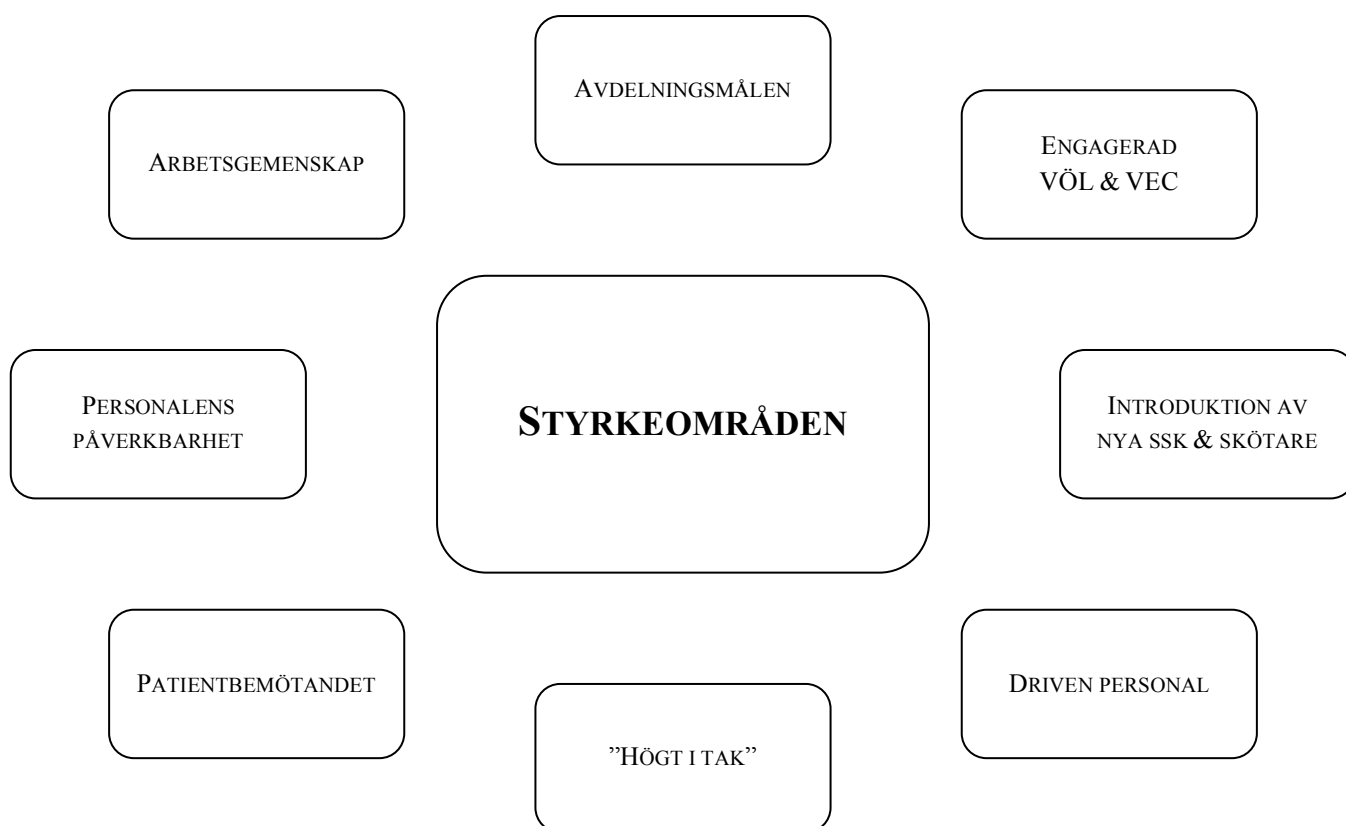 AVDELNINGSMÅLEN
ARBETSGEMENSKAP
ENGAGERAD
VÖL & VEC
PERSONALENS
PÅVERKBARHET
STYRKEOMRÅDEN
INTRODUKTION AV
NYA SSK & SKÖTARE
PATIENTBEMÖTANDET
DRIVEN PERSONAL
”HÖGT I TAK”